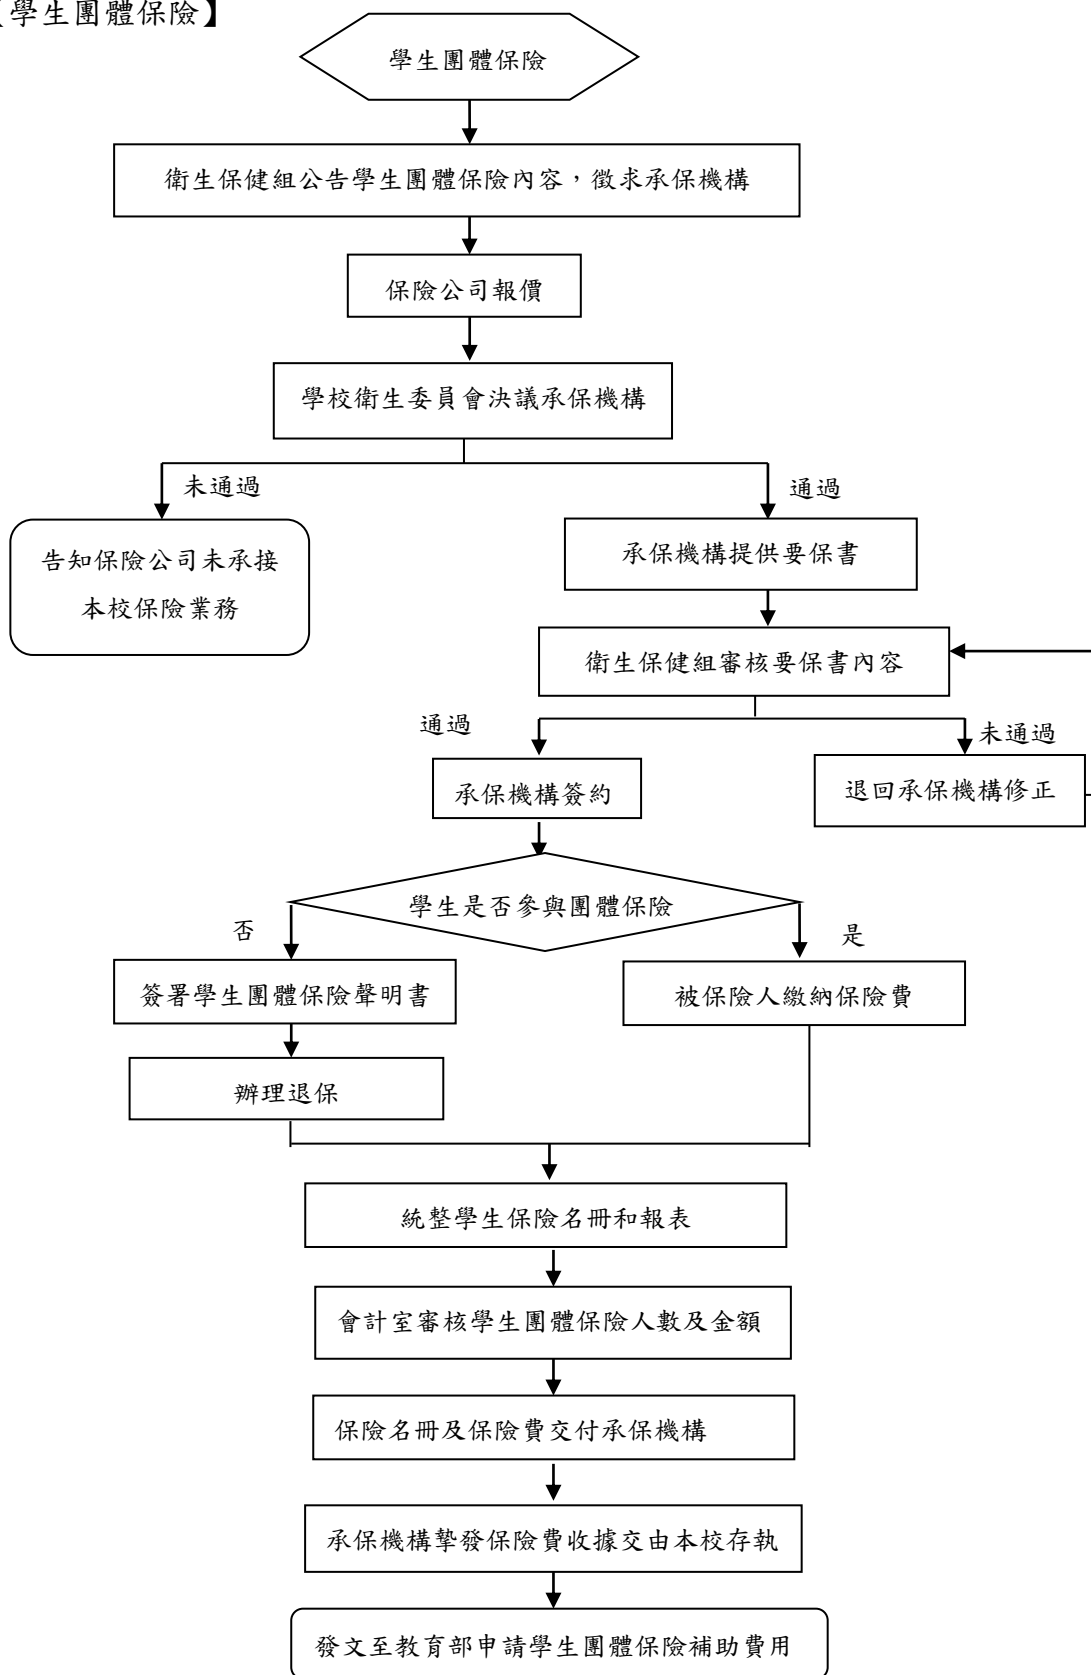 【學生團體保險】
學生團體保險
衛生保健組公告學生團體保險內容，徵求承保機構
保險公司報價
學校衛生委員會決議承保機構
未通過
通過
告知保險公司未承接
本校保險業務
承保機構提供要保書
衛生保健組審核要保書內容
通過
未通過
承保機構簽約
退回承保機構修正
學生是否參與團體保險
否
是
簽署學生團體保險聲明書
被保險人繳納保險費
辦理退保
統整學生保險名冊和報表
會計室審核學生團體保險人數及金額
保險名冊及保險費交付承保機構
承保機構掣發保險費收據交由本校存執
發文至教育部申請學生團體保險補助費用